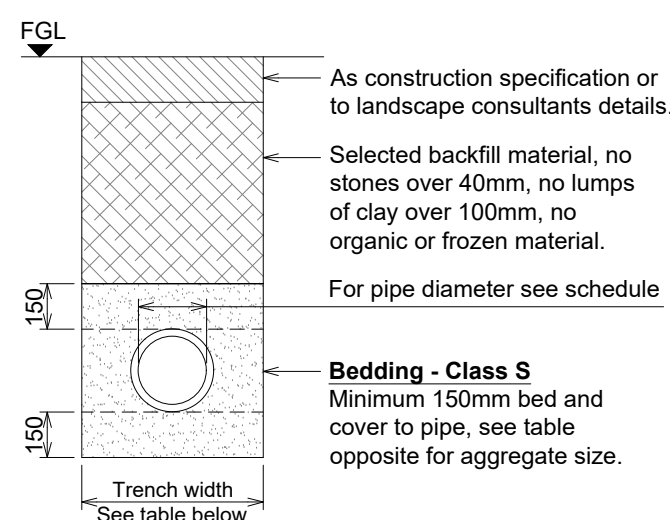 FGL
As construction specification or
to landscape consultants details.
Selected backfill material, no
stones over 40mm, no lumps
of clay over 100mm, no
organic or frozen material.
150
For pipe diameter see schedule
Bedding - Class S
Minimum 150mm bed and
cover to pipe, see table
opposite for aggregate size.
150
Trench width
See table below